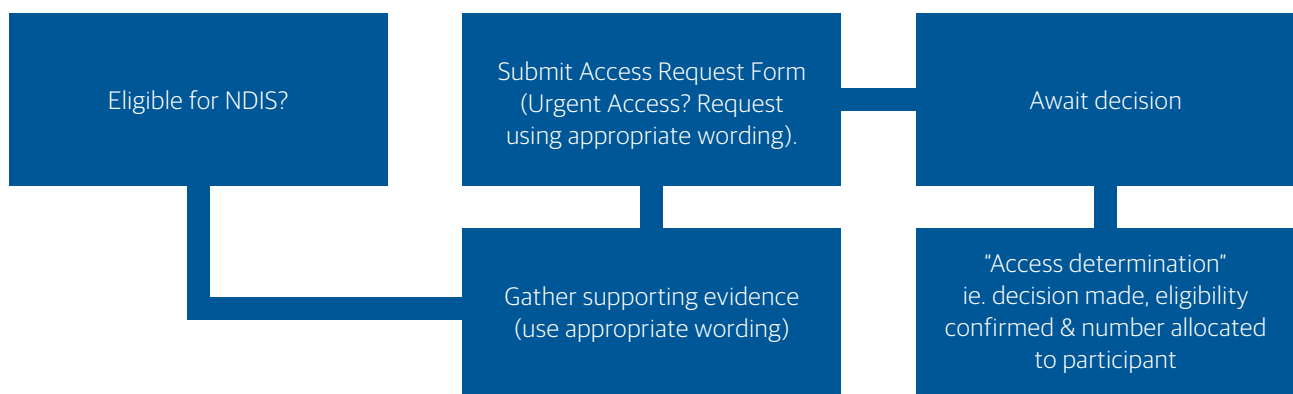 Eligible for NDIS?
Gather supporting evidence
(use appropriate wording)
Submit Access Request Form
(Urgent Access? Request
using appropriate wording).
Await decision
“Access determination”
ie. decision made, eligibility
confirmed & number allocated
to participant